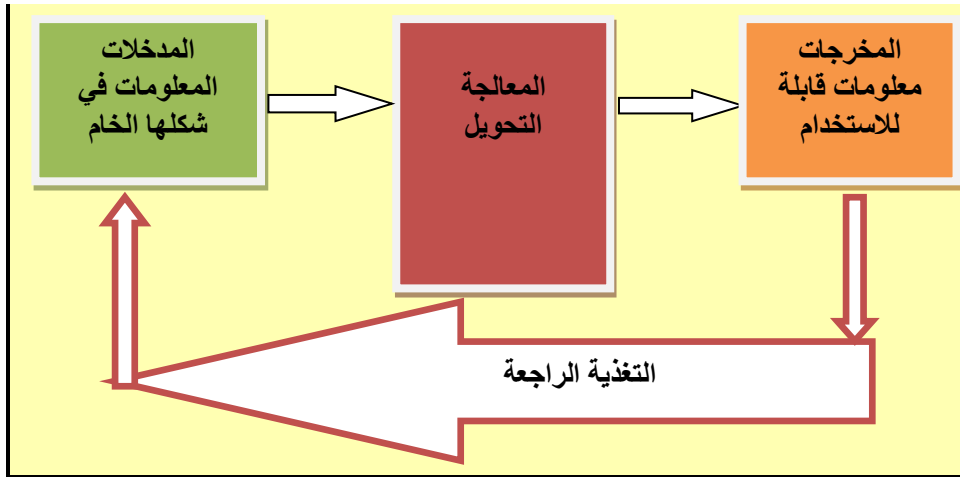 المدخلات
المعلومات في
شكلها الخام
المعالجة
التحويل
المخرجات
معلومات قابلة
للاستخدام
التغذية الراجعة